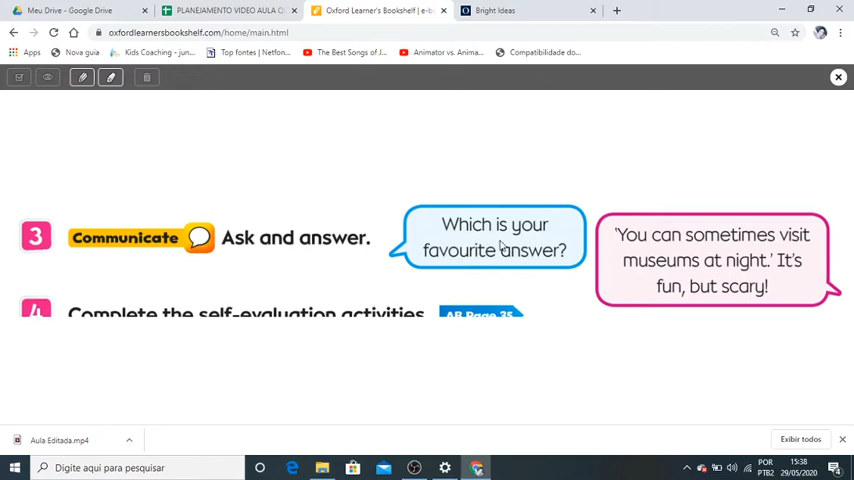 Meu Drive - Google Drive
PLANEJAMENTO VIDEO AULA Q
Oxford Learner's Bookshelf | e-b
Bright Ideas
oxfordlearnersbookshelf.com/home/main.html
Apps
Nova guia
Kids Coaching - jun...
Top fontes | Netfon...
The Best Songs of J...
Animator vs. Anima...
Compatibilidade do...
3
Communicate
Ask and answer.
Which is your
favourite answer?
'You can sometimes visit
museums at night.' It's
fun, but scary!
4
Complete the self-evaluation activities
AB Page 35
Aula Editada.mp4
Exibir todos
Digite aqui para pesquisar
POR
PTB2
15:38
29/05/2020
4